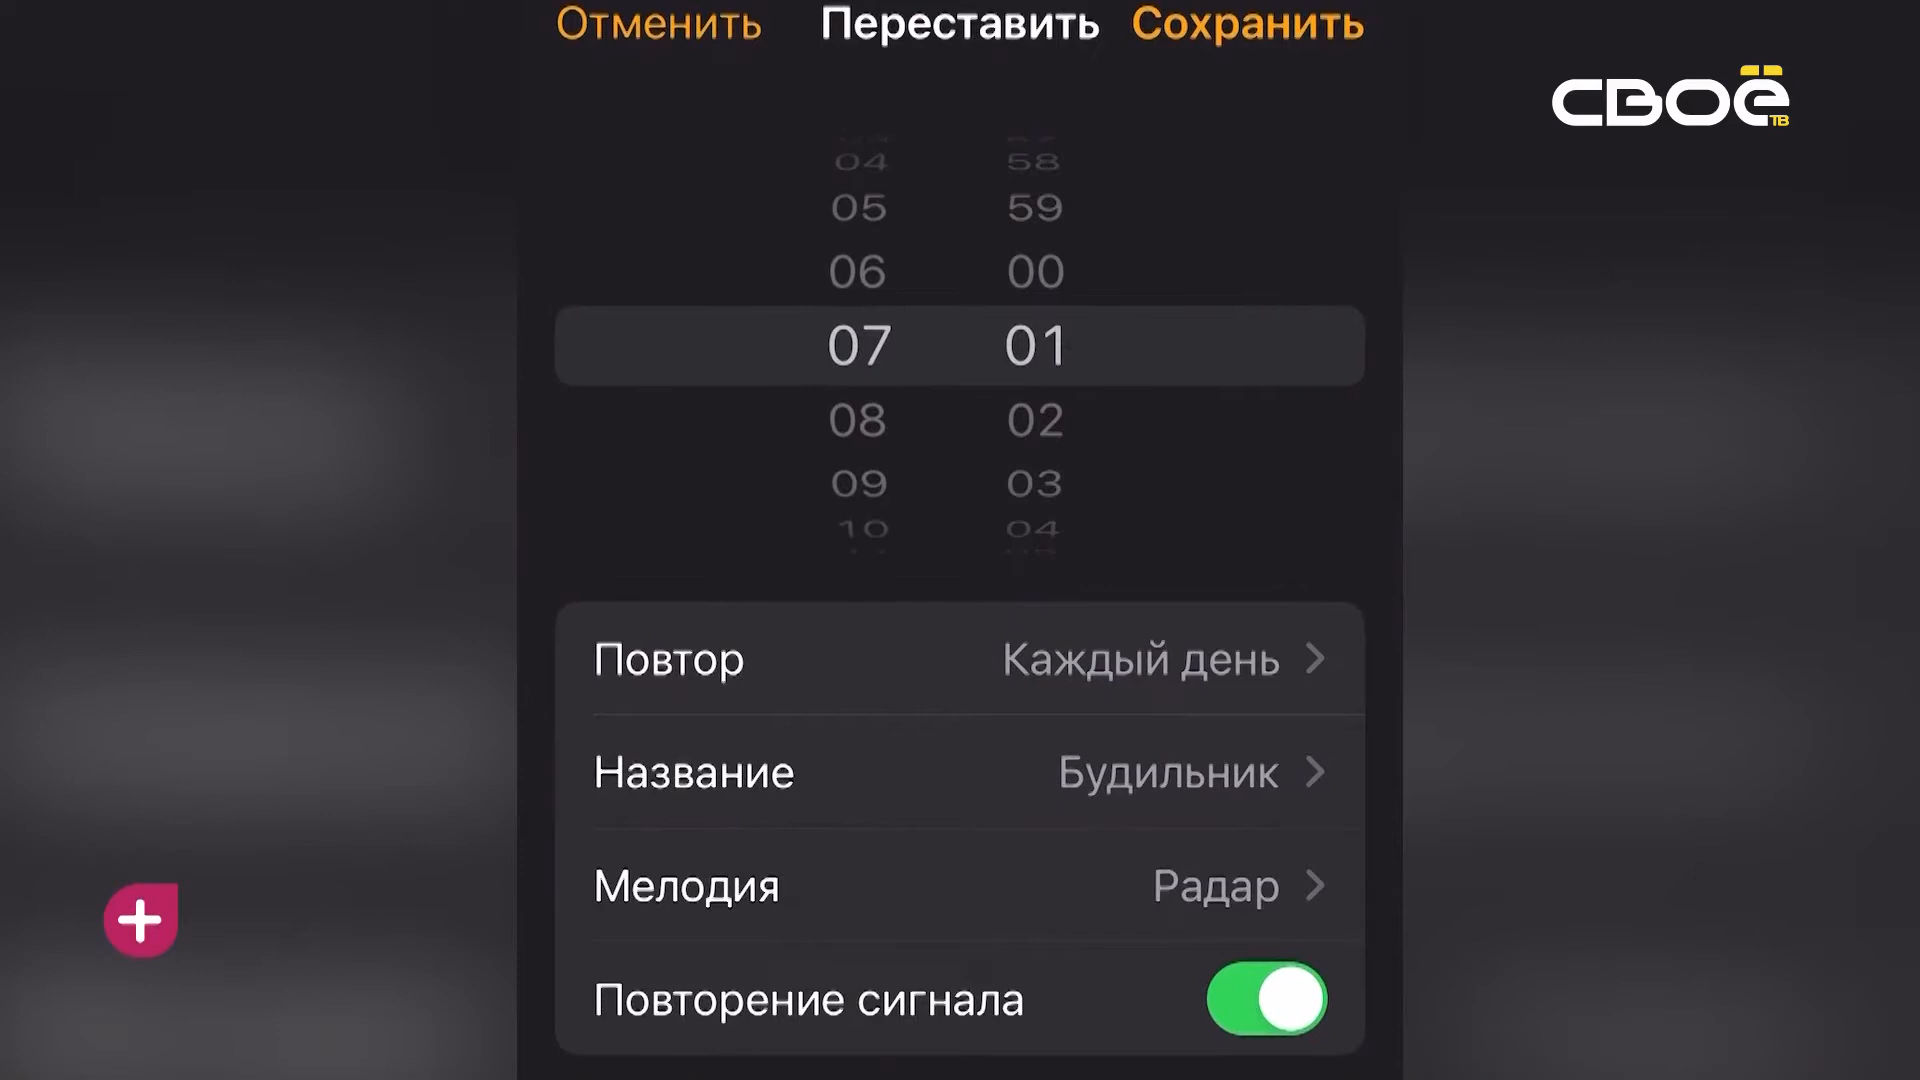 Отменить Переставить Сохранить
СВОЁ ТВ
04 58
05 59
06 00
07 01
08 02
09 03
10 04
Повтор Каждый день
Название Будильник
Мелодия Радар
Повторение сигнала